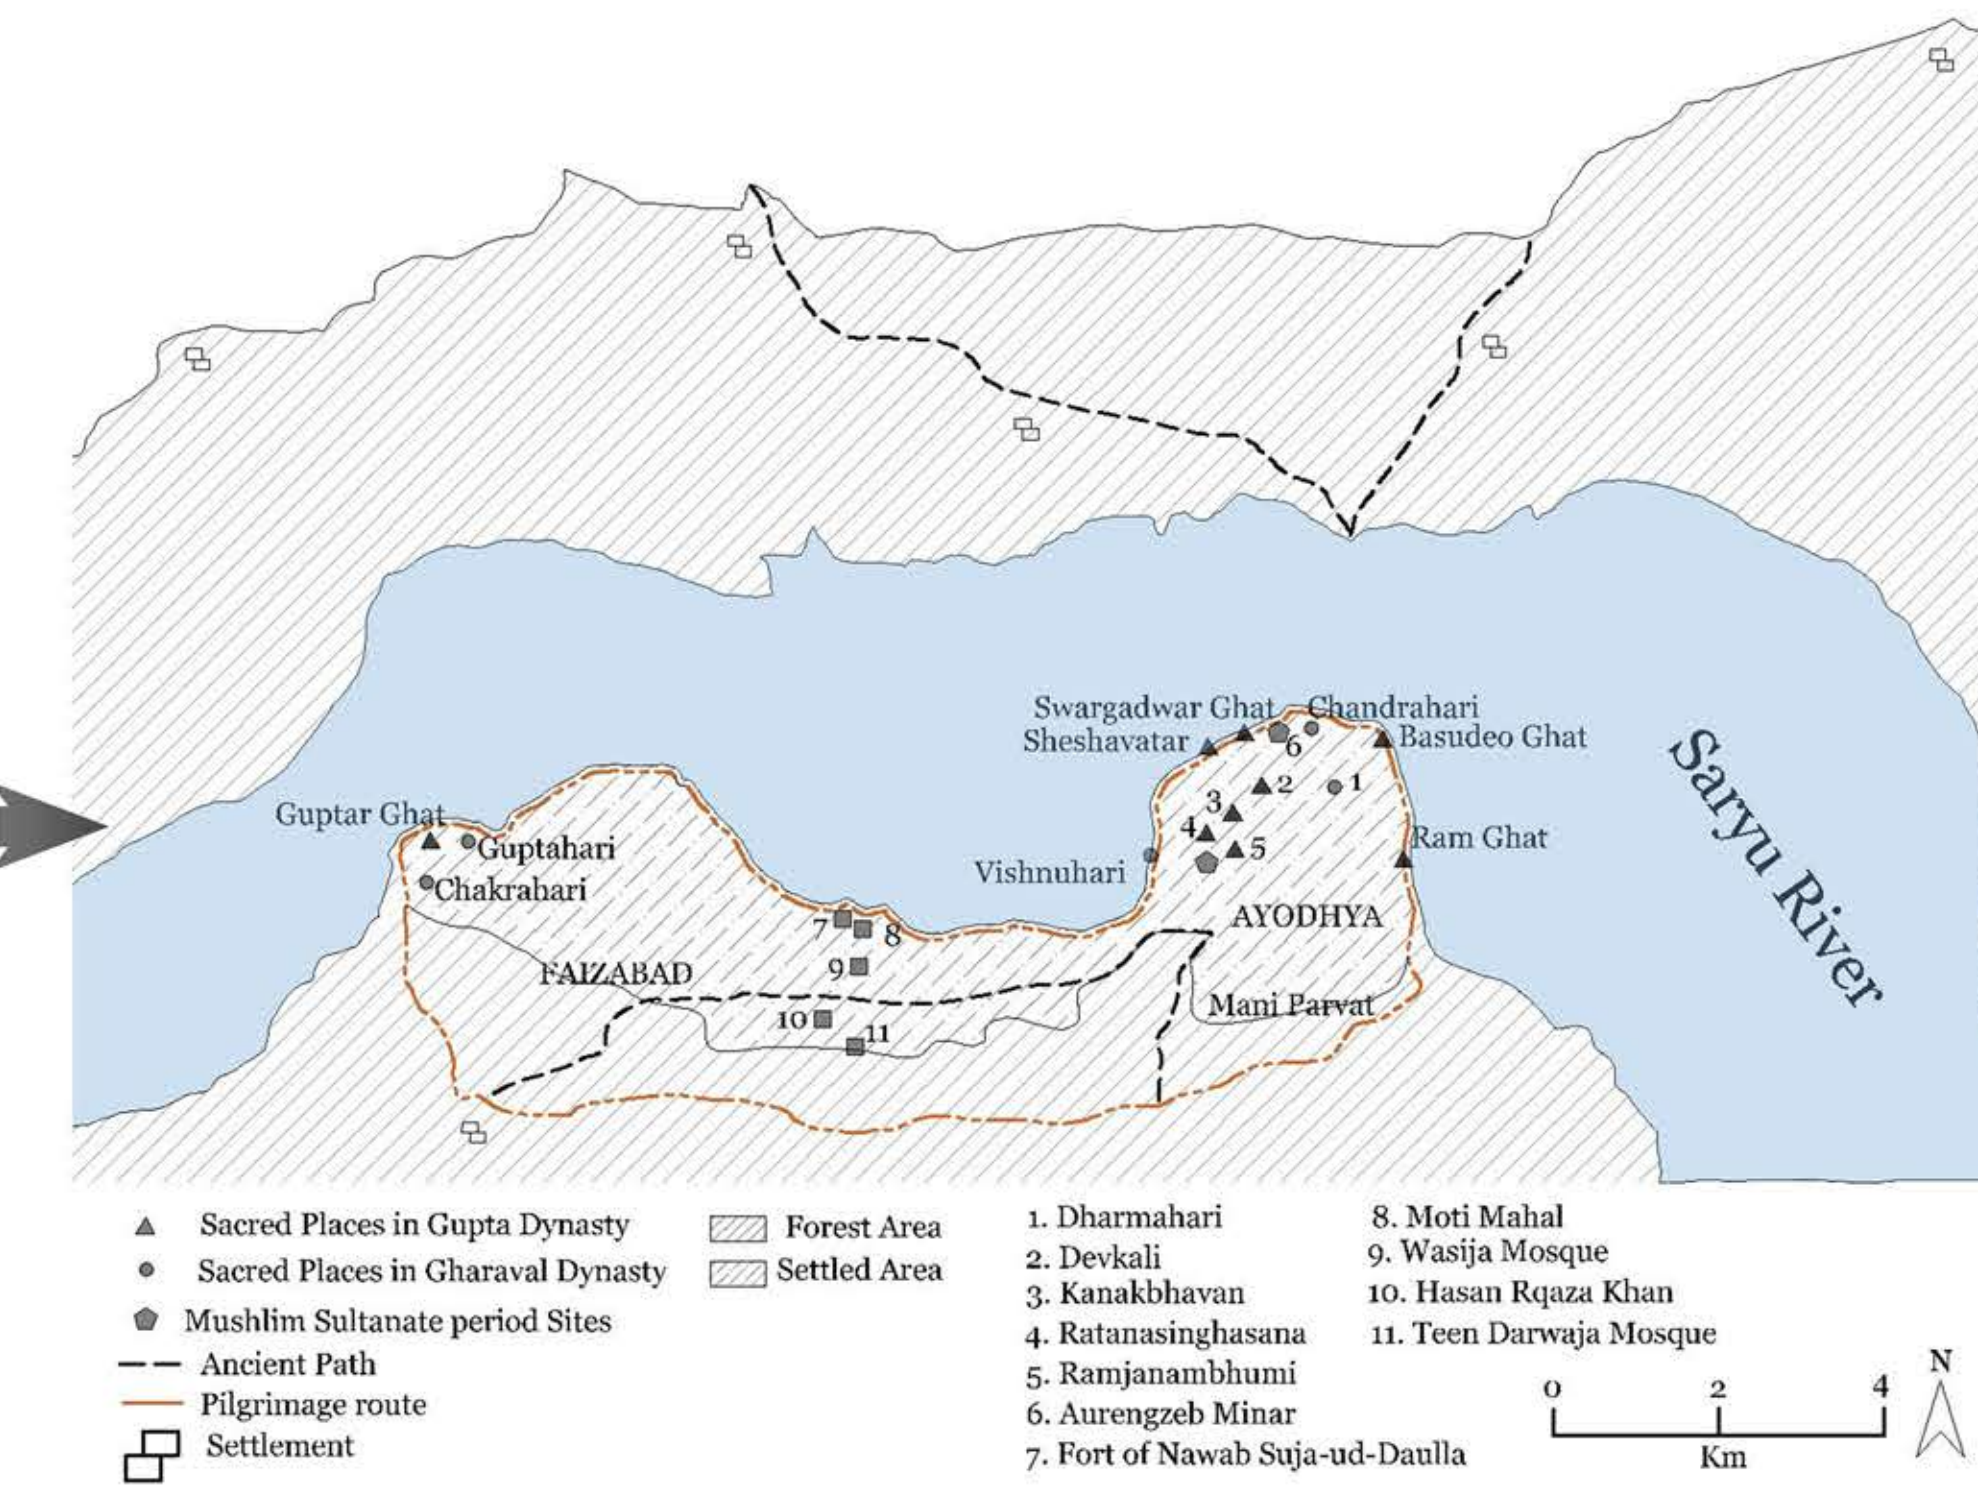 Swargadwar Ghat
Chandrahari
Sheshavatar
6
Basudeo Ghat
2
1
3
Guptar Ghat
4
Ram Ghat
Guptahari
5
Vishnuhari
Chakrahari
AYODHYA
7
8
FAIZABAD
9
Mani Parvat
10
11
Saryu River
Sacred Places in Gupta Dynasty
Sacred Places in Gharaval Dynasty
Mushlim Sultanate period Sites
Ancient Path
Pilgrimage route
Settlement
Forest Area
Settled Area
1. Dharmahari
2. Devkali
3. Kanakbhavan
4. Ratanasinghasana
5. Ramjanambhumi
6. Aurengzeb Minar
7. Fort of Nawab Suja-ud-Daulla
8. Moti Mahal
9. Wasija Mosque
10. Hasan Rqaza Khan
11. Teen Darwaja Mosque
0 2 4
Km
N